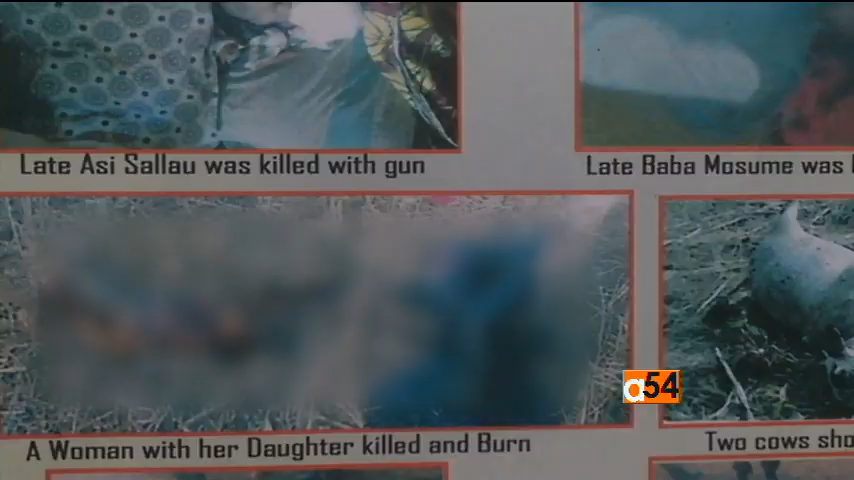 Late Asi Sallau was killed with gun
Late Baba Mosume was
a54
A Woman with her Daughter killed and Burn
Two cows sho